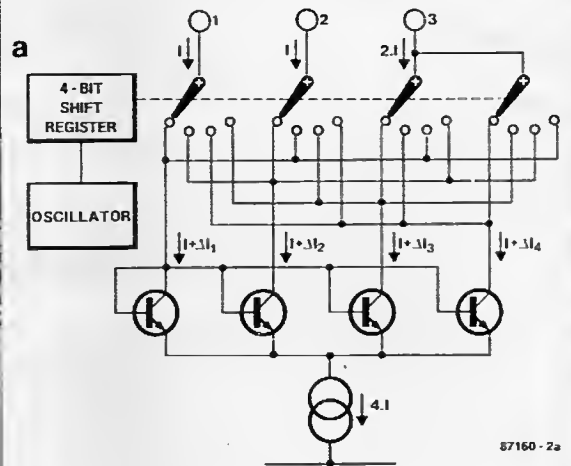 a
1
2
3
I
I
2.I
4-BIT
SHIFT
REGISTER
OSCILLATOR
I+ΔI1
I+ΔI2
I+ΔI3
I+ΔI4
4.I
87160 - 2a